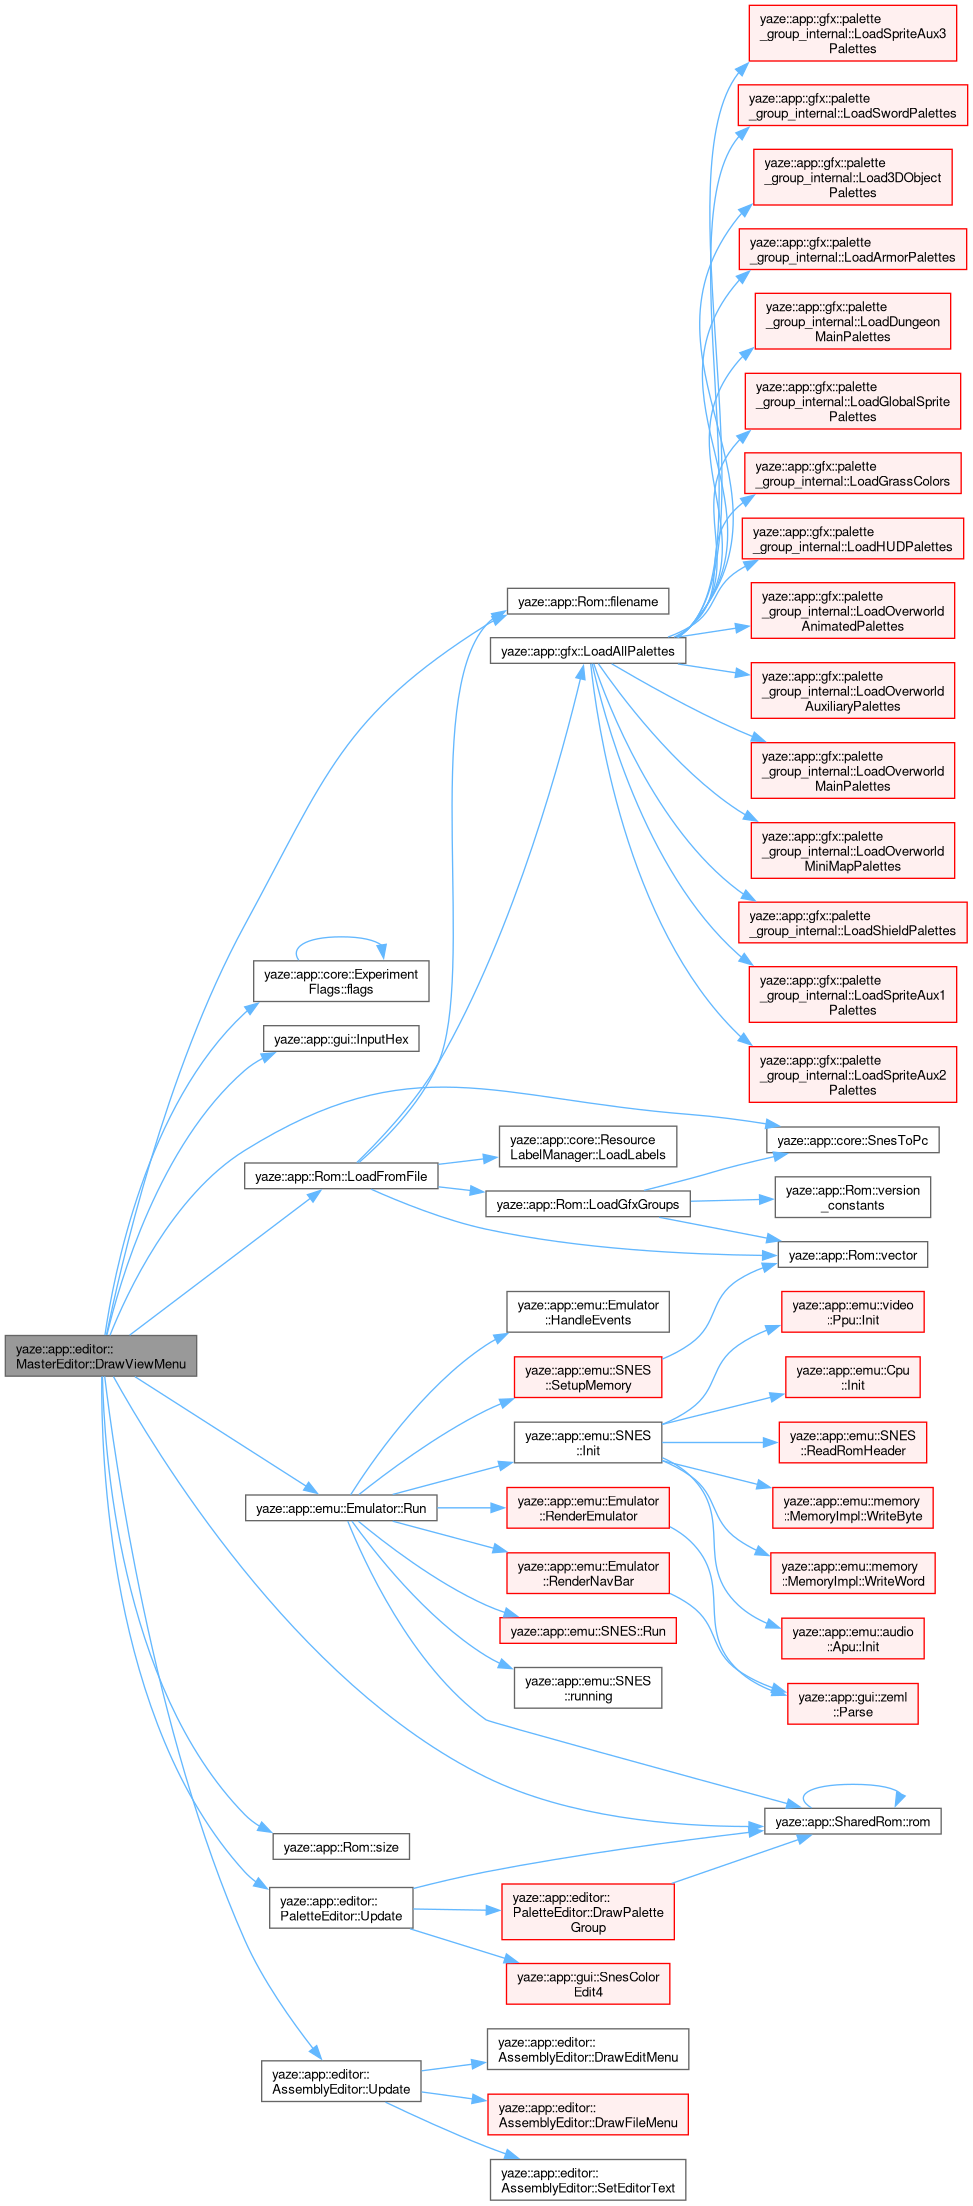 yaze::app::gfx::palette
_group_internal::LoadSpriteAux3
Palettes
yaze::app::gfx::palette
_group_internal::LoadSwordPalettes
yaze::app::gfx::palette
_group_internal::Load3DObject
Palettes
yaze::app::gfx::palette
_group_internal::LoadArmorPalettes
yaze::app::gfx::palette
_group_internal::LoadDungeon
MainPalettes
yaze::app::gfx::palette
_group_internal::LoadGlobalSprite
Palettes
yaze::app::gfx::palette
_group_internal::LoadGrassColors
yaze::app::gfx::palette
_group_internal::LoadHUDPalettes
yaze::app::Rom::filename
yaze::app::gfx::palette
_group_internal::LoadOverworld
AnimatedPalettes
yaze::app::gfx::LoadAllPalettes
yaze::app::gfx::palette
_group_internal::LoadOverworld
AuxiliaryPalettes
yaze::app::gfx::palette
_group_internal::LoadOverworld
MainPalettes
yaze::app::gfx::palette
_group_internal::LoadOverworld
MiniMapPalettes
yaze::app::gfx::palette
_group_internal::LoadShieldPalettes
yaze::app::core::Experiment
Flags::flags
yaze::app::gfx::palette
_group_internal::LoadSpriteAux1
Palettes
yaze::app::gui::InputHex
yaze::app::gfx::palette
_group_internal::LoadSpriteAux2
Palettes
yaze::app::core::SnesToPc
yaze::app::core::Resource
LabelManager::LoadLabels
yaze::app::Rom::LoadFromFile
yaze::app::Rom::LoadGfxGroups
yaze::app::Rom::version
_constants
yaze::app::Rom::vector
yaze::app::emu::Emulator
::HandleEvents
yaze::app::emu::video
::Ppu::Init
yaze::app::editor::
MasterEditor::DrawViewMenu
yaze::app::emu::SNES
::SetupMemory
yaze::app::emu::Cpu
::Init
yaze::app::emu::SNES
::Init
yaze::app::emu::SNES
::ReadRomHeader
yaze::app::emu::Emulator::Run
yaze::app::emu::Emulator
::RenderEmulator
yaze::app::emu::memory
::MemoryImpl::WriteByte
yaze::app::emu::Emulator
::RenderNavBar
yaze::app::emu::memory
::MemoryImpl::WriteWord
yaze::app::emu::SNES::Run
yaze::app::emu::audio
::Apu::Init
yaze::app::emu::SNES
::running
yaze::app::gui::zeml
::Parse
yaze::app::SharedRom::rom
yaze::app::Rom::size
yaze::app::editor::
PaletteEditor::Update
yaze::app::editor::
PaletteEditor::DrawPalette
Group
yaze::app::gui::SnesColor
Edit4
yaze::app::editor::
AssemblyEditor::DrawEditMenu
yaze::app::editor::
AssemblyEditor::Update
yaze::app::editor::
AssemblyEditor::DrawFileMenu
yaze::app::editor::
AssemblyEditor::SetEditorText